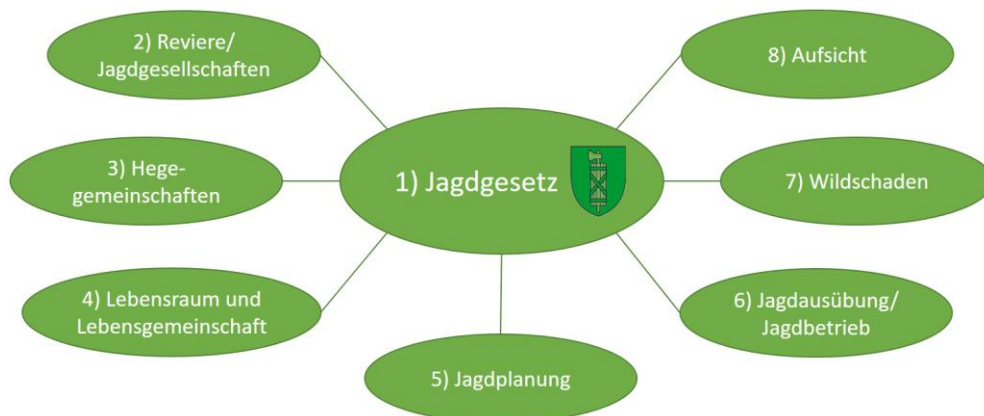 1) Jagdgesetz
2) Reviere/
Jagdgesellschaften
3) Hege-
gemeinschaften
4) Lebensraum und
Lebensgemeinschaft
5) Jagdplanung
6) Jagdausübung/
Jagdbetrieb
7) Wildschaden
8) Aufsicht